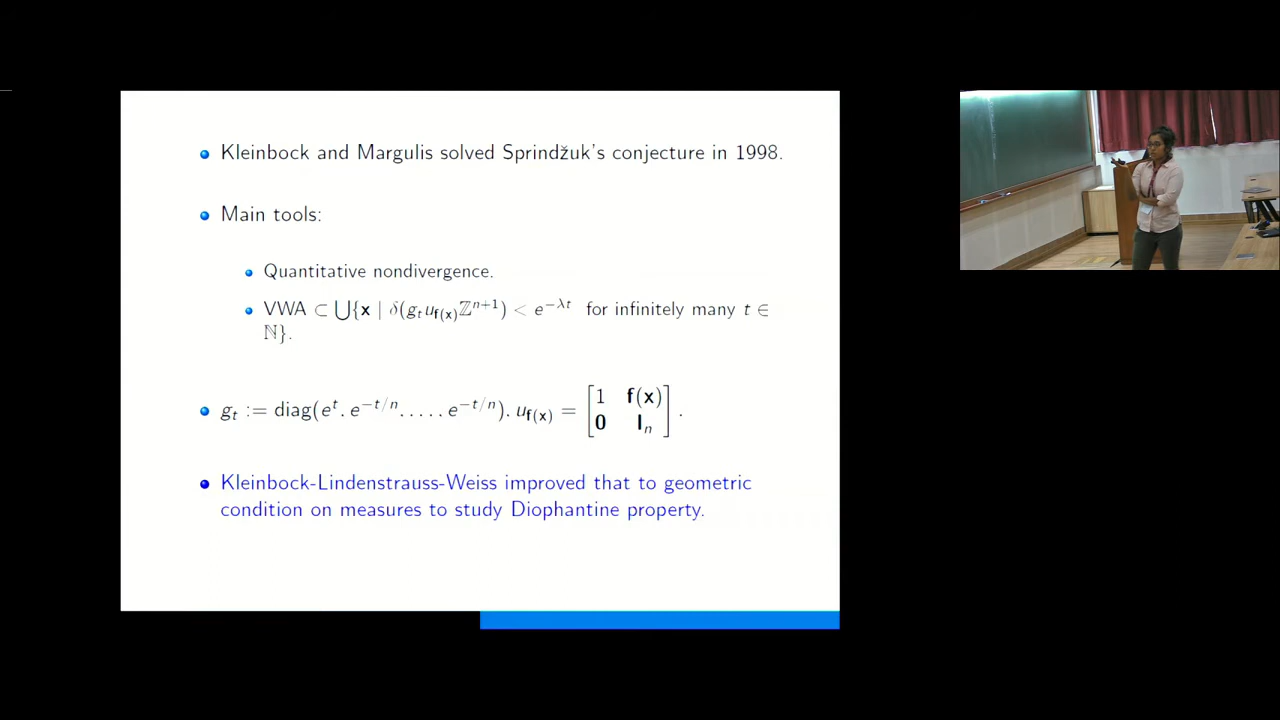 Kleinbock and Margulis solved Sprindžuk's conjecture in 1998.
Main tools:
Quantitative nondivergence.
VWA ⊂ ⋃{x | δ(g_t u_{f(x)} ℤ^{n+1}) < e^{−λt} for infinitely many t ∈
ℕ}.
g_t := diag(e^t. e^{−t/n}. . . . . e^{−t/n}). u_{f(x)} = [1 f(x)
0 I_n] .
Kleinbock-Lindenstrauss-Weiss improved that to geometric
condition on measures to study Diophantine property.